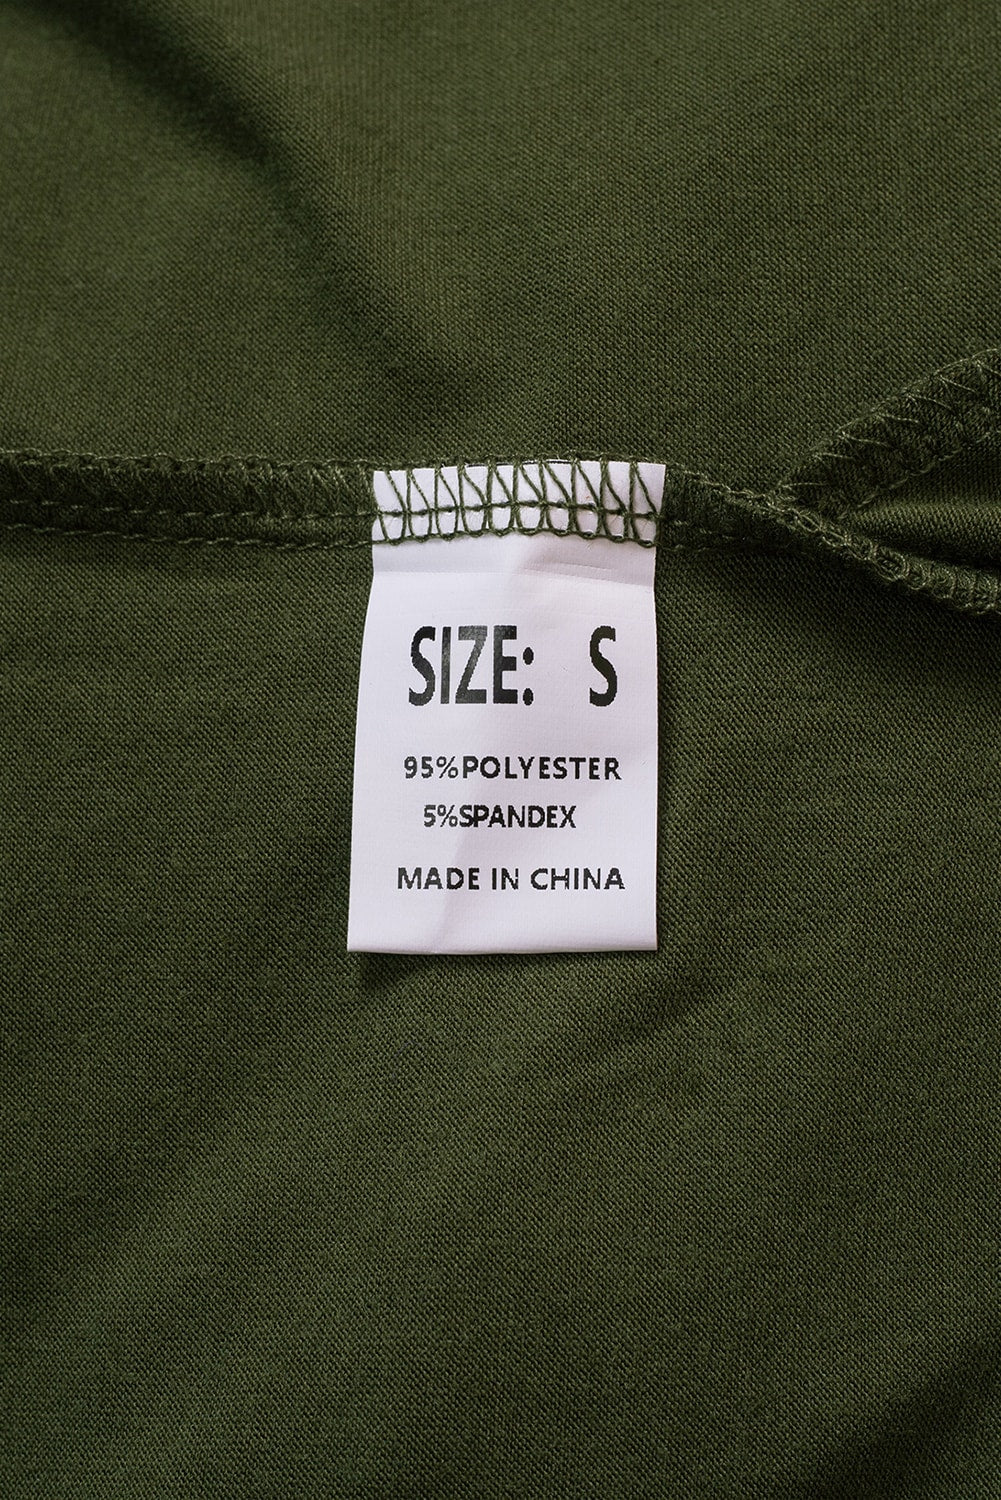 SIZE: S
95%POLYESTER
5%SPANDEX
MADE IN CHINA